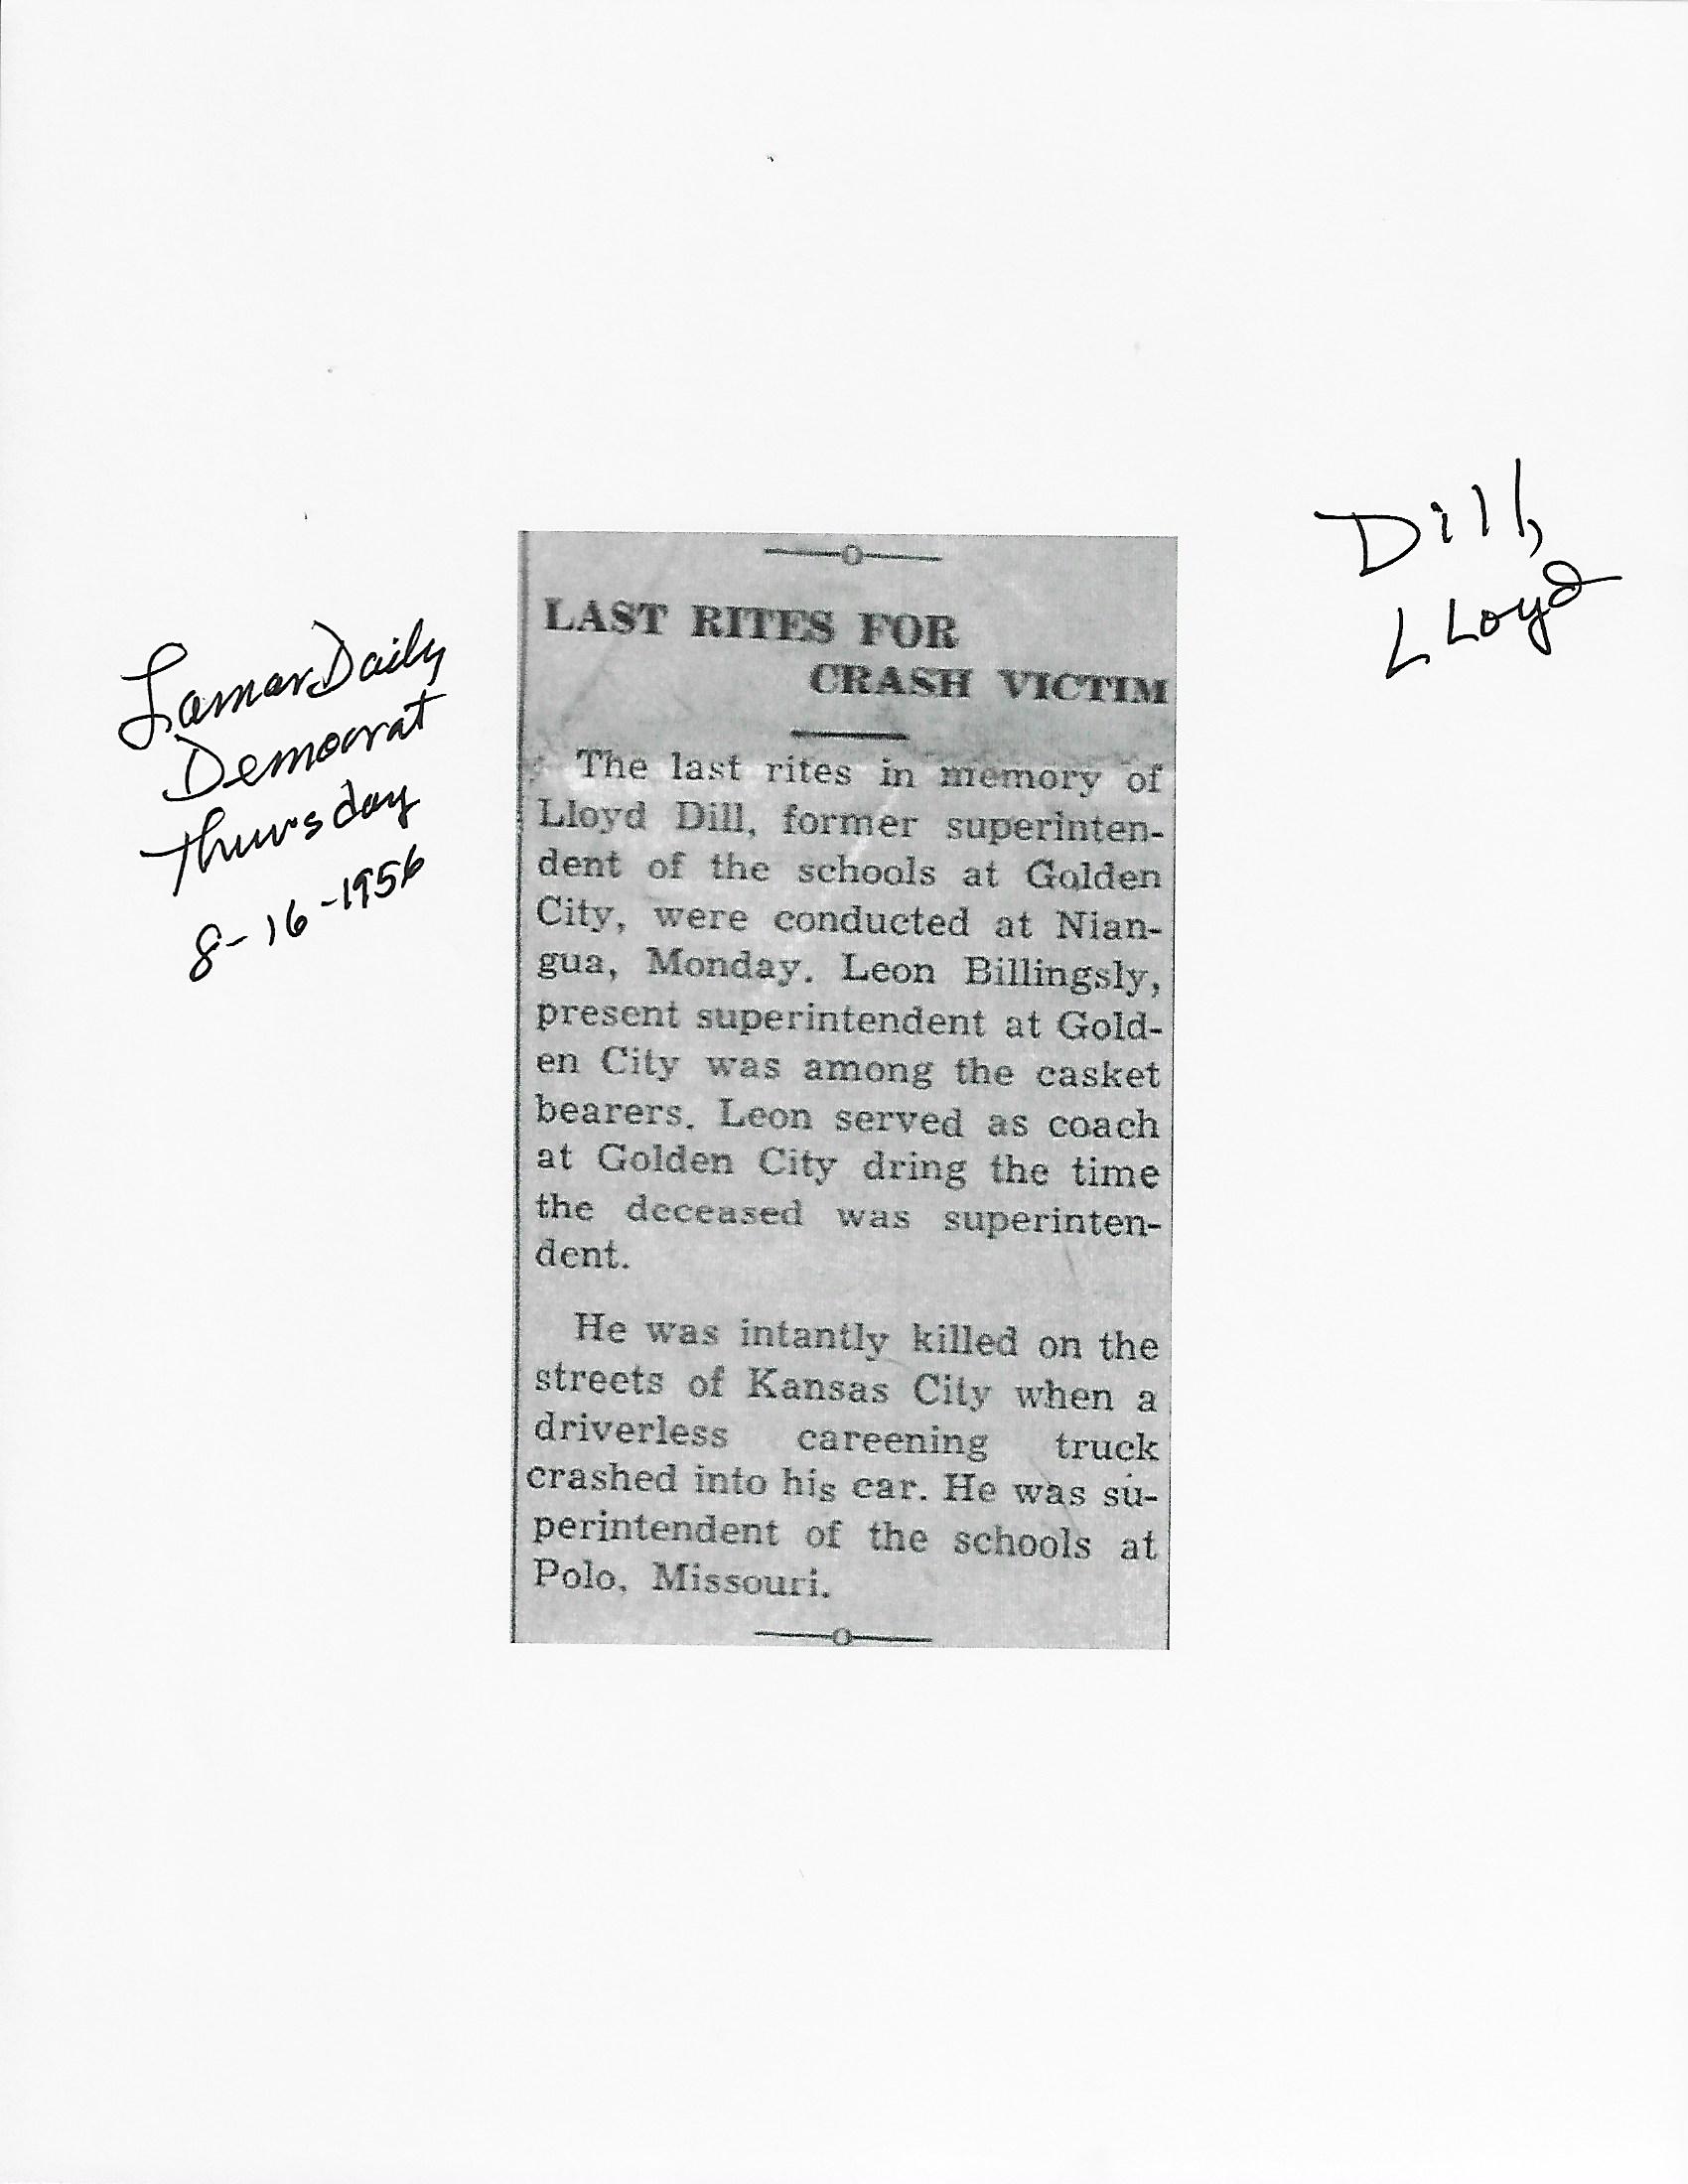 Dill,
Lloyd
Lamar Daily
Democrat
Thursday
8-16-1956
LAST RITES FOR
CRASH VICTIM
The last rites in memory of
Lloyd Dill, former superinten-
dent of the schools at Golden
City, were conducted at Nian-
gua, Monday. Leon Billingsly,
present superintendent at Gold-
en City was among the casket
bearers. Leon served as coach
at Golden City dring the time
the deceased was superinten-
dent.
He was intantly killed on the
streets of Kansas City when a
driverless careening truck
crashed into his car. He was su-
perintendent of the schools at
Polo, Missouri.